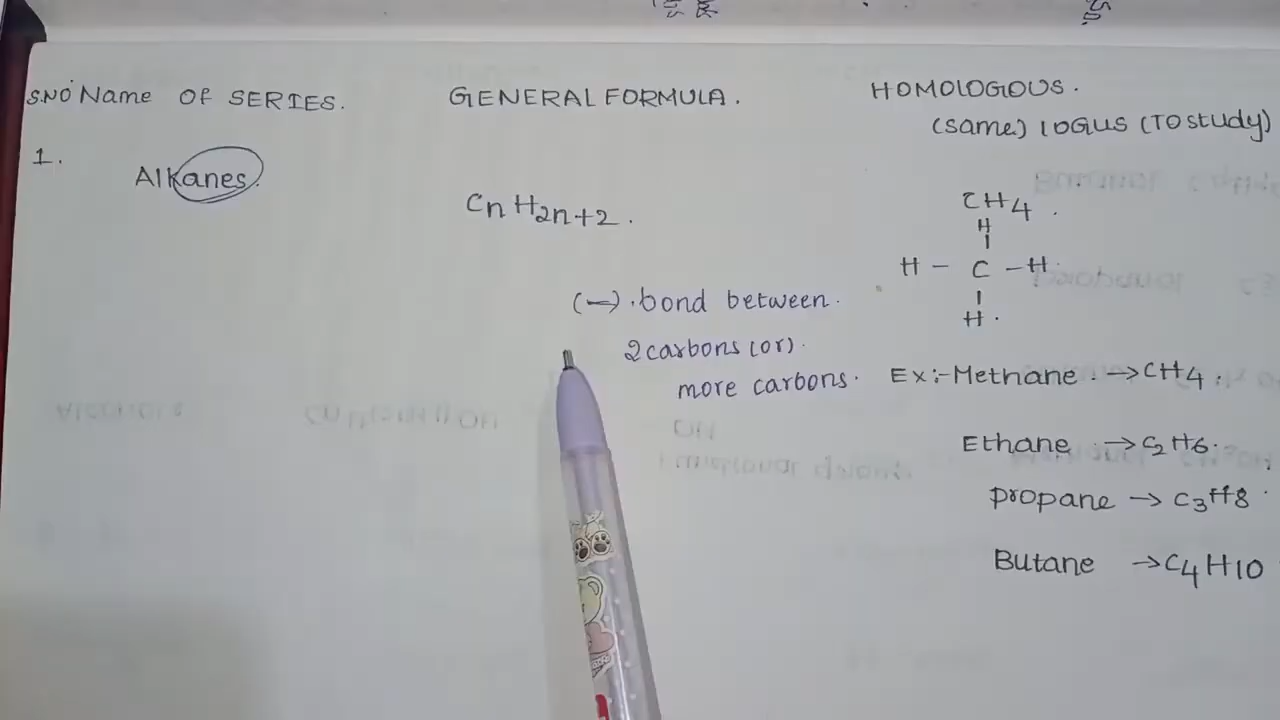 S.NO Name OF SERIES. GENERAL FORMULA. HOMOLOGOUS.
(same) LOGUS (TO study)
1.
Alkanes.
CnH2n+2.
CH4.
H
H - C - H.
H.
(—). bond between.
2 carbons (or).
more carbons.
Ex:- Methane. → CH4.
Ethane → C2H6.
propane → C3H8
Butane → C4H10